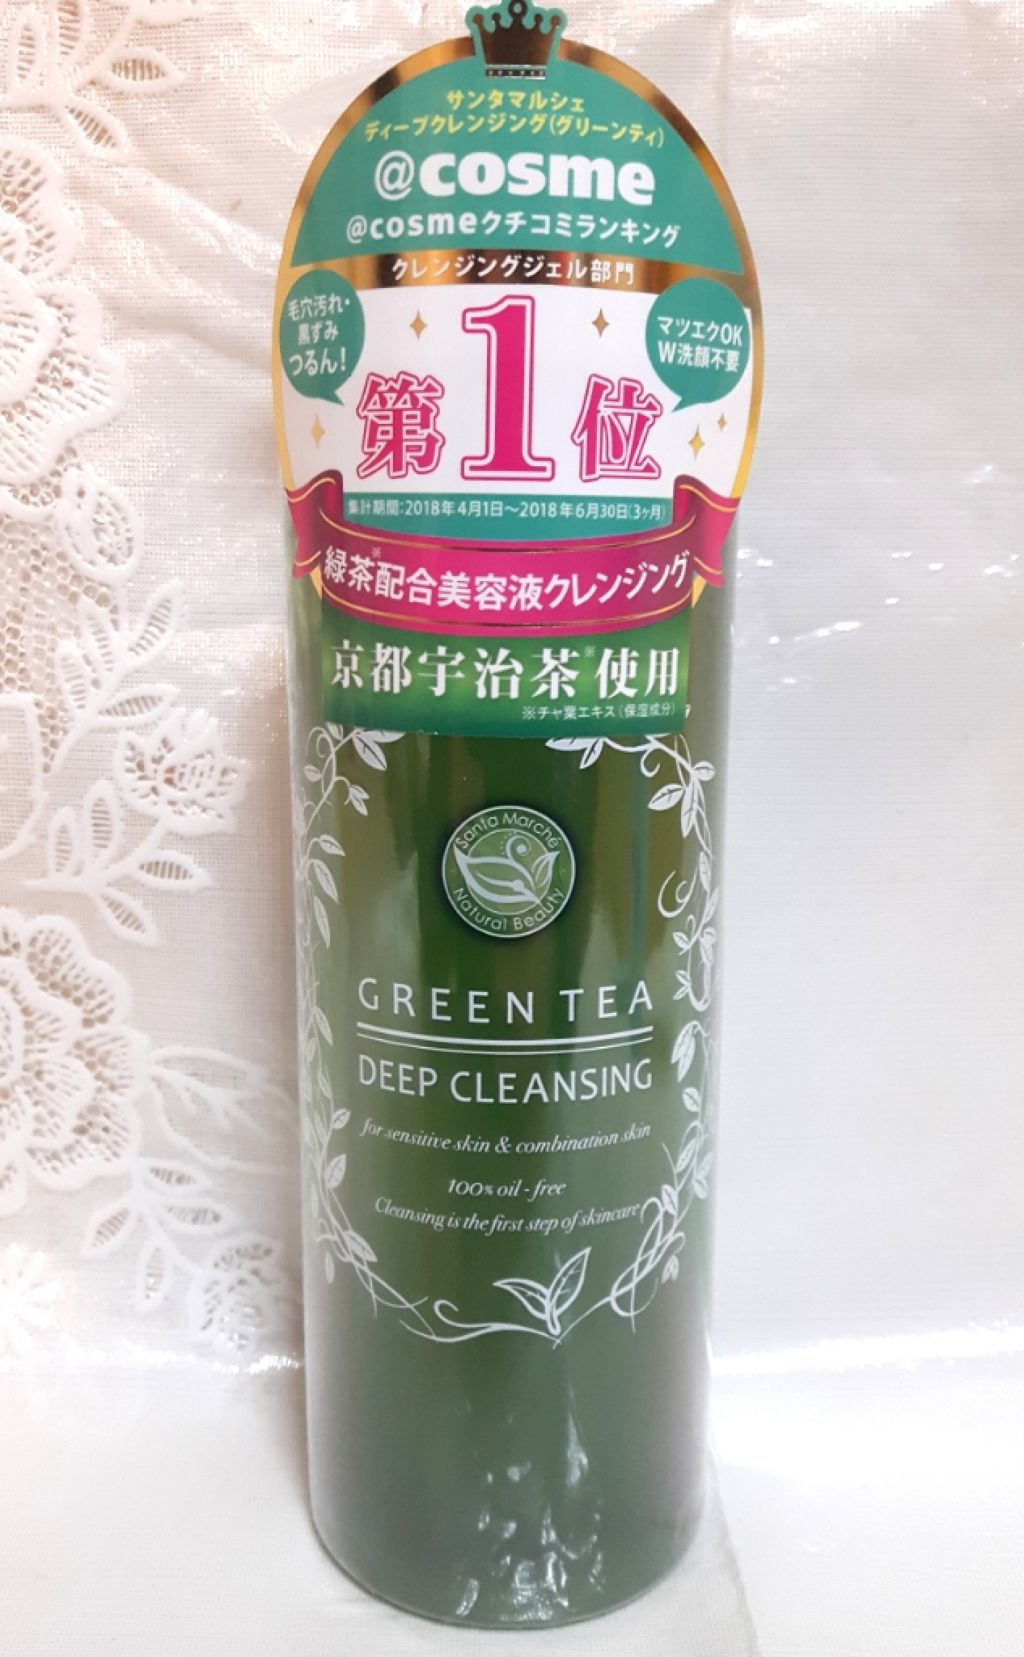 サンタマルシェ
ディープクレンジング(グリーンティ)
@cosme
@cosmeクチコミランキング
クレンジングジェル部門
毛穴汚れ・
黒ずみ
つるん!
マツエクOK
W洗顔不要
第1位
集計期間:2018年4月1日～2018年6月30日(3ヶ月)
緑茶※配合美容液クレンジング
京都宇治茶※使用
※チャ葉エキス(保湿成分)
Santa Marché
Natural Beauty
GREEN TEA
DEEP CLEANSING
for sensitive skin & combination skin
100% oil-free
Cleansing is the first step of skincare